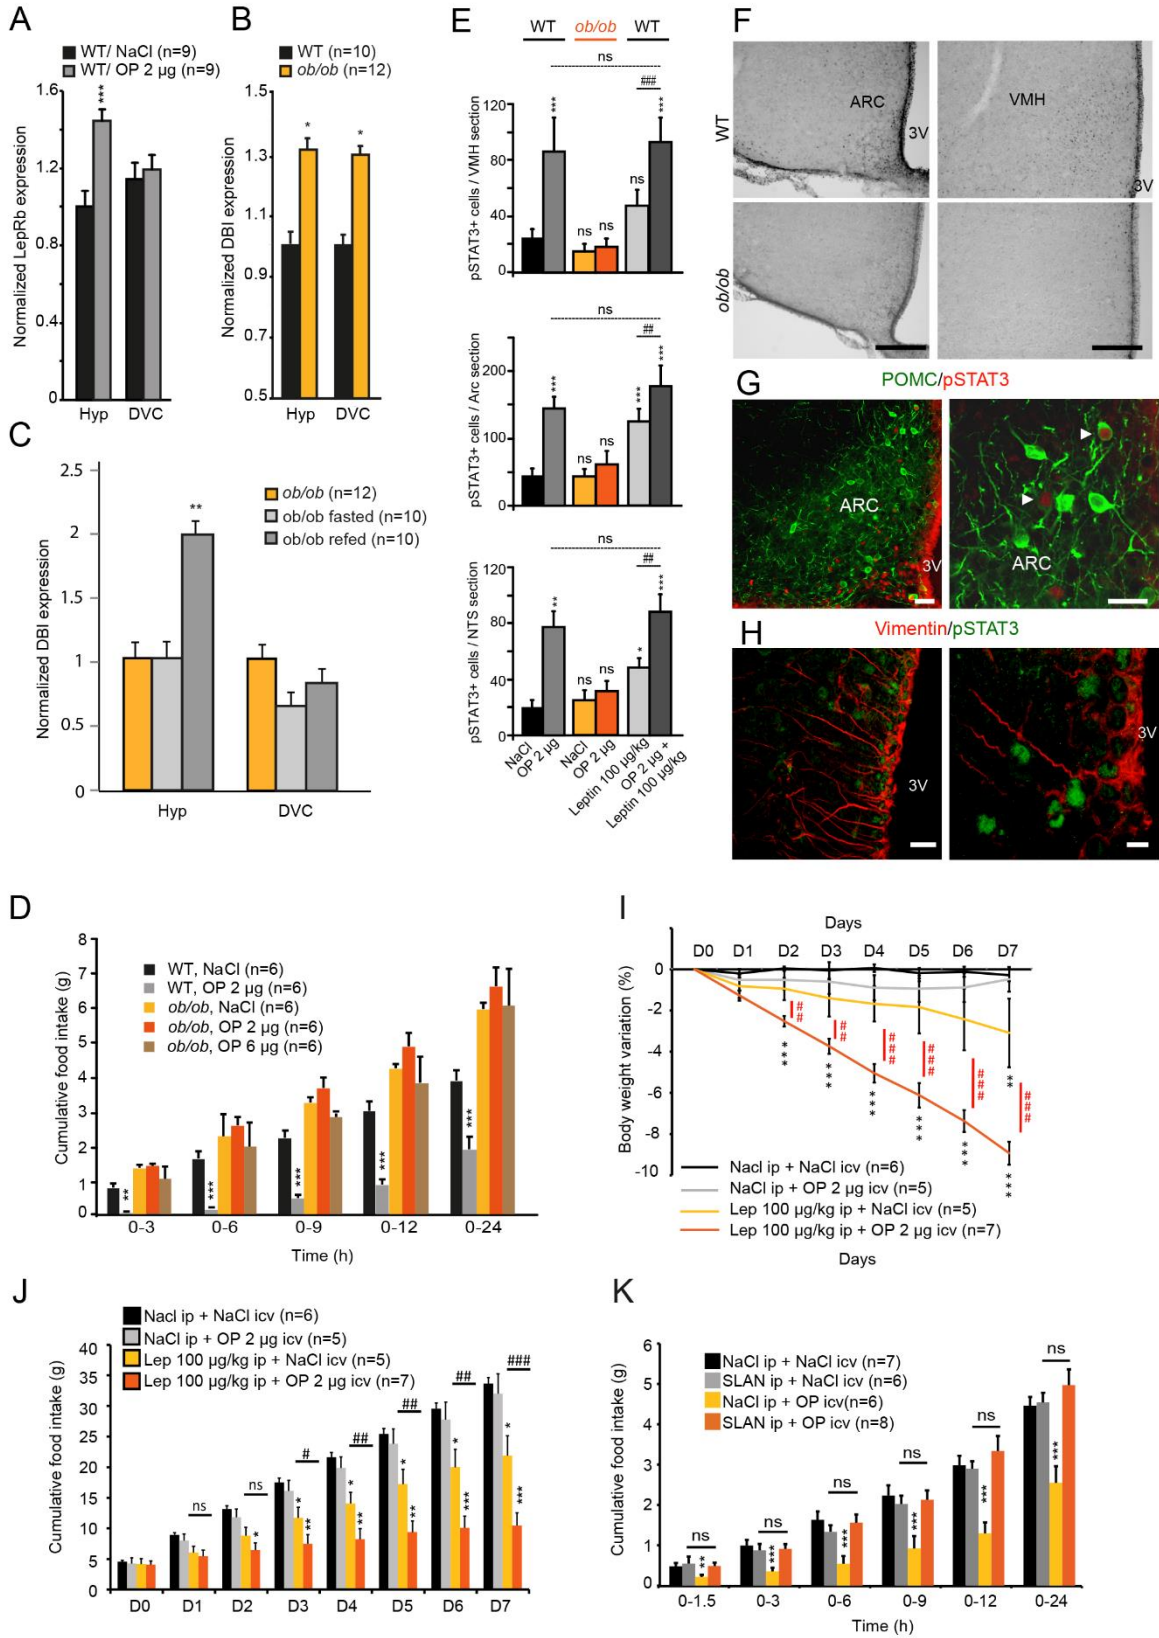 A
WT/ NaCl (n=9)
WT/ OP 2 µg (n=9)
Normalized LepRb expression
1.6
1.2
0.8
0.4
0
***
Hyp
DVC
B
WT (n=10)
ob/ob (n=12)
Normalized DBI expression
1.5
1.3
1.1
0.9
0.7
0.5
*
*
Hyp
DVC
C
ob/ob (n=12)
ob/ob fasted (n=10)
ob/ob refed (n=10)
Normalized DBI expression
2.5
2
1.5
1
0.5
0
**
Hyp
DVC
E
WT
ob/ob
WT
ns
###
***
***
ns
ns
ns
pSTAT3+ cells / VMH section
120
80
40
0
ns
##
***
***
***
ns
ns
pSTAT3+ cells / Arc section
200
100
0
ns
##
**
***
*
ns
ns
pSTAT3+ cells / NTS section
120
80
40
0
NaCl
OP 2 µg
NaCl
OP 2 µg
Leptin 100 µg/kg
OP 2 µg +
Leptin 100 µg/kg
F
WT
ob/ob
ARC
3V
VMH
3V
G
POMC/pSTAT3
ARC
3V
ARC
H
Vimentin/pSTAT3
3V
3V
D
Cumulative food intake (g)
8
7
6
5
4
3
2
1
0
WT, NaCl (n=6)
WT, OP 2 µg (n=6)
ob/ob, NaCl (n=6)
ob/ob, OP 2 µg (n=6)
ob/ob, OP 6 µg (n=6)
**
***
***
***
***
0-3
0-6
0-9
0-12
0-24
Time (h)
I
Days
D0 D1 D2 D3 D4 D5 D6 D7
Body weight variation (%)
0
-2
-4
-6
-8
-10
##
##
###
###
###
###
***
***
***
***
***
**
***
Nacl ip + NaCl icv (n=6)
NaCl ip + OP 2 µg icv (n=5)
Lep 100 µg/kg ip + NaCl icv (n=5)
Lep 100 µg/kg ip + OP 2 µg icv (n=7)
Days
J
Nacl ip + NaCl icv (n=6)
NaCl ip + OP 2 µg icv (n=5)
Lep 100 µg/kg ip + NaCl icv (n=5)
Lep 100 µg/kg ip + OP 2 µg icv (n=7)
Cumulative food intake (g)
40
35
30
25
20
15
10
5
0
ns
ns
#
##
##
##
###
*
*
**
*
**
*
**
*
***
*
***
D0
D1
D2
D3
D4
D5
D6
D7
K
NaCl ip + NaCl icv (n=7)
SLAN ip + NaCl icv (n=6)
NaCl ip + OP icv(n=6)
SLAN ip + OP icv (n=8)
Cumulative food intake (g)
6
5
4
3
2
1
0
ns
ns
ns
ns
ns
ns
**
***
***
***
***
***
0-1.5
0-3
0-6
0-9
0-12
0-24
Time (h)